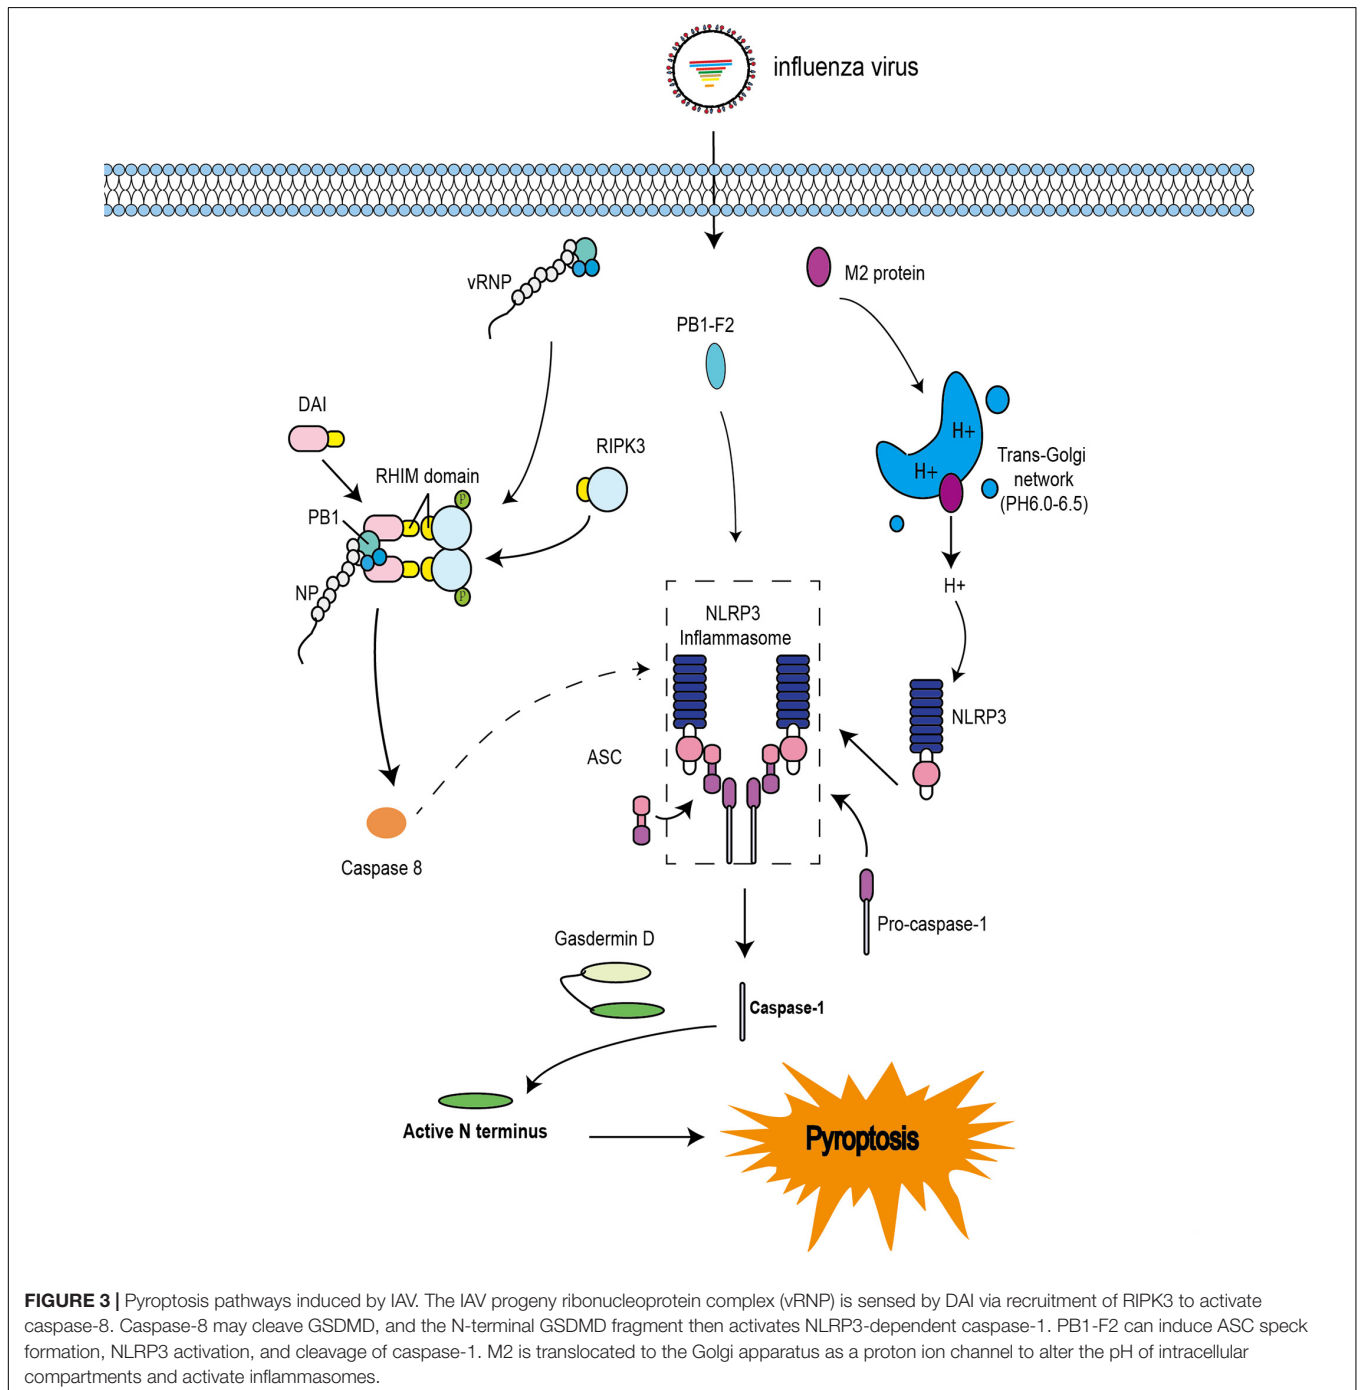 influenza virus
vRNP
M2 protein
PB1-F2
DAI
RIPK3
RHIM domain
P
H+
H+
Trans-Golgi
network
(PH6.0-6.5)
PB1
NP
P
H+
NLRP3
Inflammasome
NLRP3
ASC
Caspase 8
Pro-caspase-1
Gasdermin D
Caspase-1
Active N terminus
Pyroptosis
FIGURE 3 | Pyroptosis pathways induced by IAV. The IAV progeny ribonucleoprotein complex (vRNP) is sensed by DAI via recruitment of RIPK3 to activate
caspase-8. Caspase-8 may cleave GSDMD, and the N-terminal GSDMD fragment then activates NLRP3-dependent caspase-1. PB1-F2 can induce ASC speck
formation, NLRP3 activation, and cleavage of caspase-1. M2 is translocated to the Golgi apparatus as a proton ion channel to alter the pH of intracellular
compartments and activate inflammasomes.